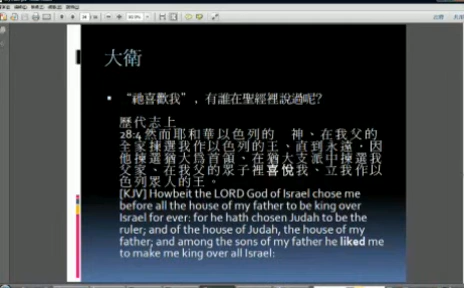 大衛
“祂喜歡我”，有誰在聖經裡說過呢?
歷代志上
28:4然而耶和華以色列的 神、在我父的
全家揀選我作以色列的王、直到永遠，因
他揀選猶大為首領、在猶大支派中揀選我
父家、在我父的眾子裡喜悅我、立我作以
色列眾人的王。
[KJV] Howbeit the LORD God of Israel chose me
before all the house of my father to be king over
Israel for ever: for he hath chosen Judah to be the
ruler; and of the house of Judah, the house of my
father; and among the sons of my father he liked me
to make me king over all Israel: